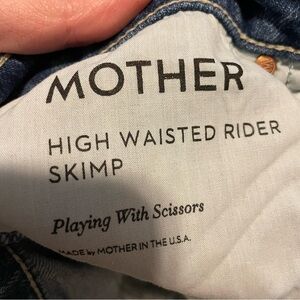 MOTHER
HIGH WAISTED RIDER
SKIMP
Playing With Scissors
MADE by MOTHER IN THE U.S.A.